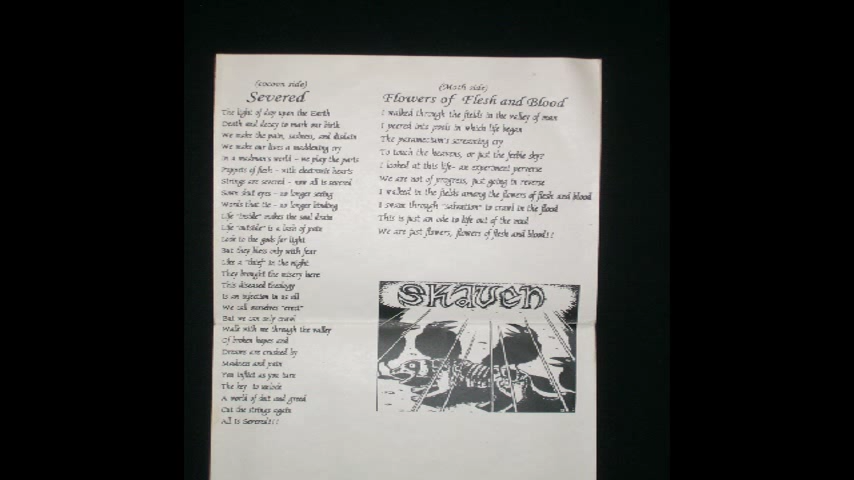 (cocoon side)
Severed
The light of day upon the Earth
Death and decay to mark our birth
We make the pain, sadness, and disdain
We make our lives a maddening cry
In a madman's world - we play the parts
Puppets of flesh - with electronic hearts
Strings are severed - now all is severed
Sewn shut eyes - no longer seeing
Words that tie - no longer binding
Life "inside" makes the soul drain
Life "outside" is a lash of pain
Look to the gods for light
But they bless only with fear
Like a "thief" in the night
They brought the misery here
This diseased theology
Is an injection in us all
We call ourselves "erect"
But we can only crawl
Walk with me through the valley
Of broken hopes and
Dreams are crushed by
Madness and pain
You inflict as you turn
The key to unlock
A world of and greed
Cut the strings again
All Is Severed!!
(Moth side)
Flowers of Flesh and Blood
I walked through the fields in the valley of man
I peered into pools in which life began
The paramecium's screaming cry
To touch the heavens, or just the feeble sky?
I looked at this life- an experiment perverse
We are not of progress, just going in reverse
I walked in the fields among the flowers of flesh and blood
I swam through "salvation" to crawl in the flood
This is just an ode to life out of the mud
We are just flowers, flowers of flesh and blood!!
Skaven